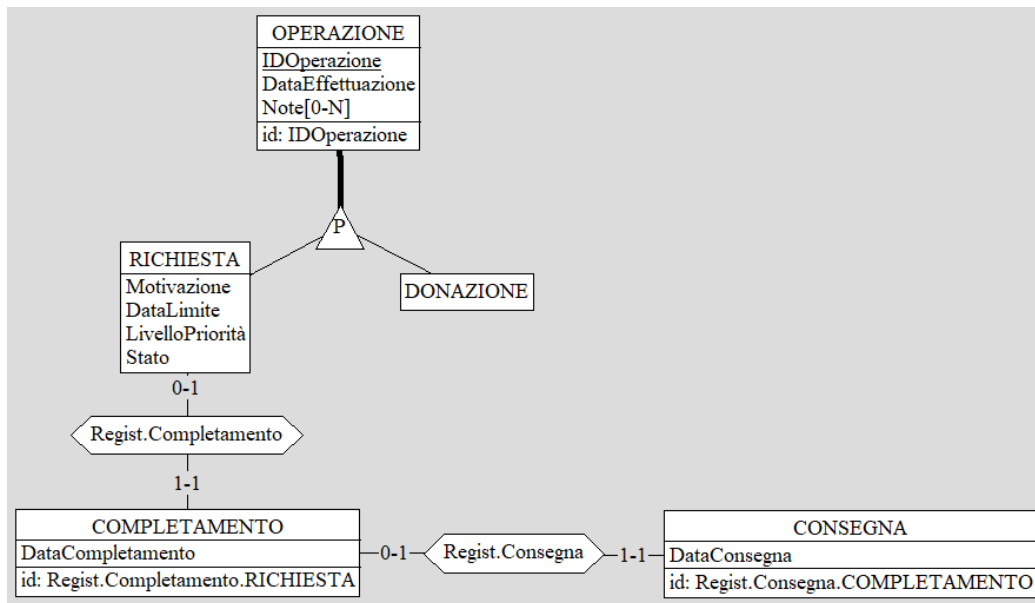 OPERAZIONE
IDOperazione
DataEffettuazione
Note[0-N]
id: IDOperazione
P
RICHIESTA
Motivazione
DataLimite
LivelloPriorità
Stato
DONAZIONE
0-1
Regist.Completamento
1-1
COMPLETAMENTO
DataCompletamento
id: Regist.Completamento.RICHIESTA
0-1
Regist.Consegna
1-1
CONSEGNA
DataConsegna
id: Regist.Consegna.COMPLETAMENTO